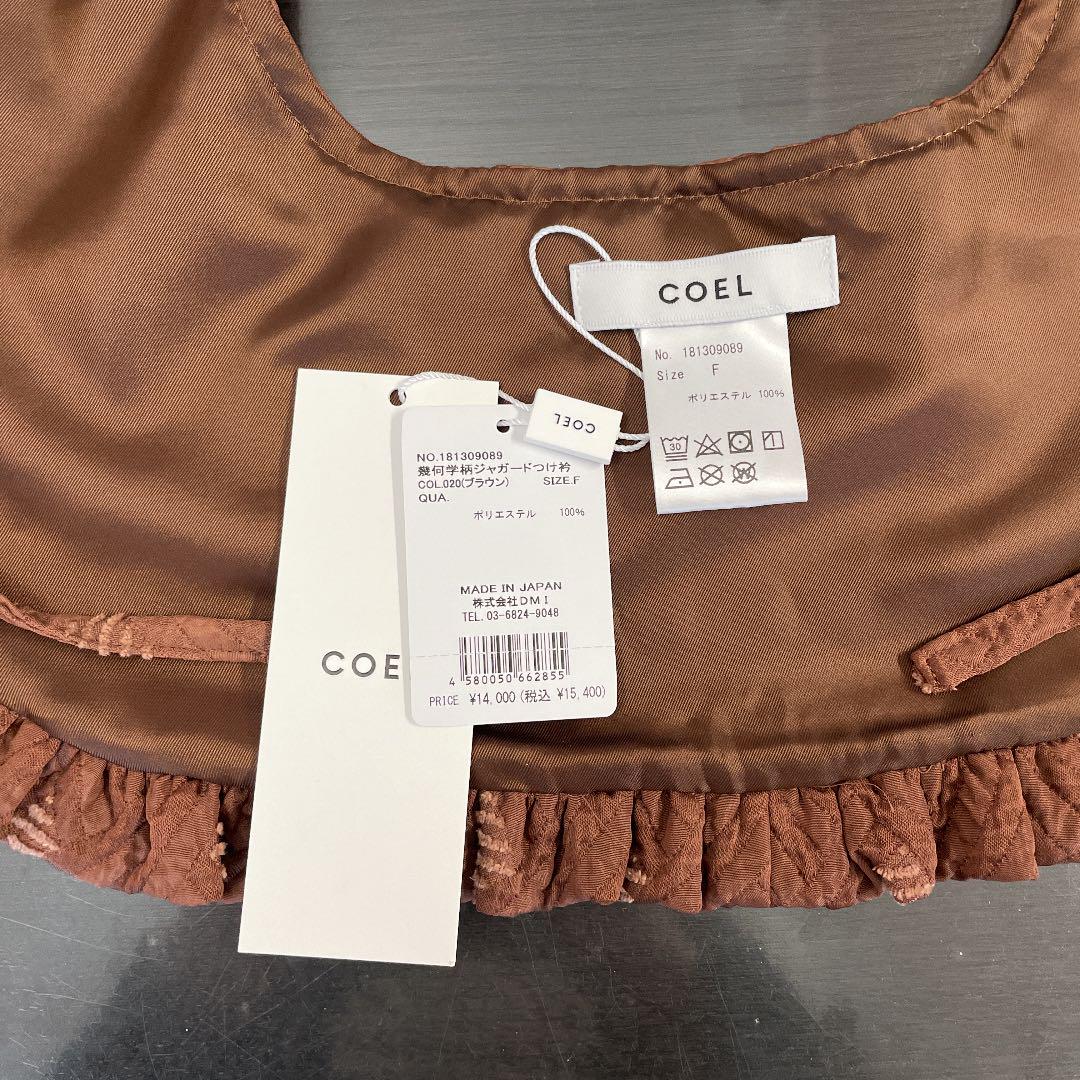 COEL
No. 181309089
Size F
ポリエステル 100%
30
COEL
NO.181309089
幾何学柄ジャガードつけ衿
COL.020(ブラウン) SIZE.F
QUA.
ポリエステル 100%
MADE IN JAPAN
株式会社DMI
TEL. 03-6824-9048
4 580050 662855
PRICE ¥14,000 (税込 ¥15,400)
COE